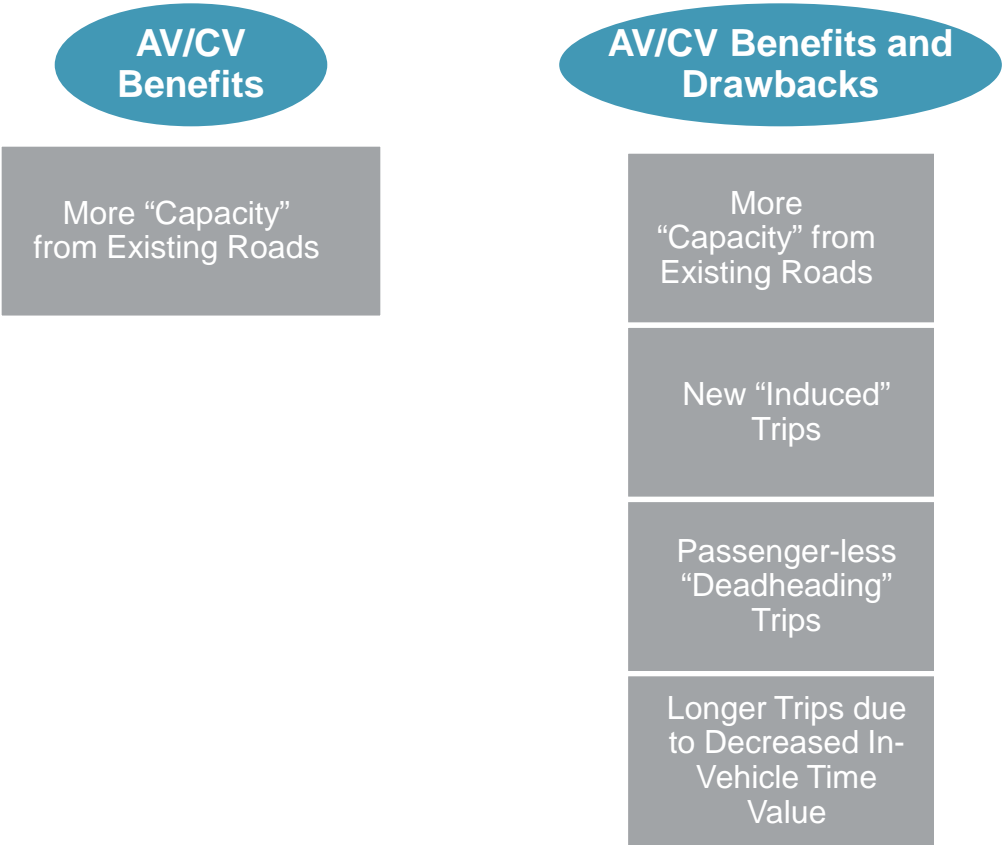 AV/CV
Benefits
More “Capacity”
from Existing Roads
AV/CV Benefits and
Drawbacks
More
“Capacity” from
Existing Roads
New “Induced”
Trips
Passenger-less
“Deadheading”
Trips
Longer Trips due
to Decreased In-
Vehicle Time
Value